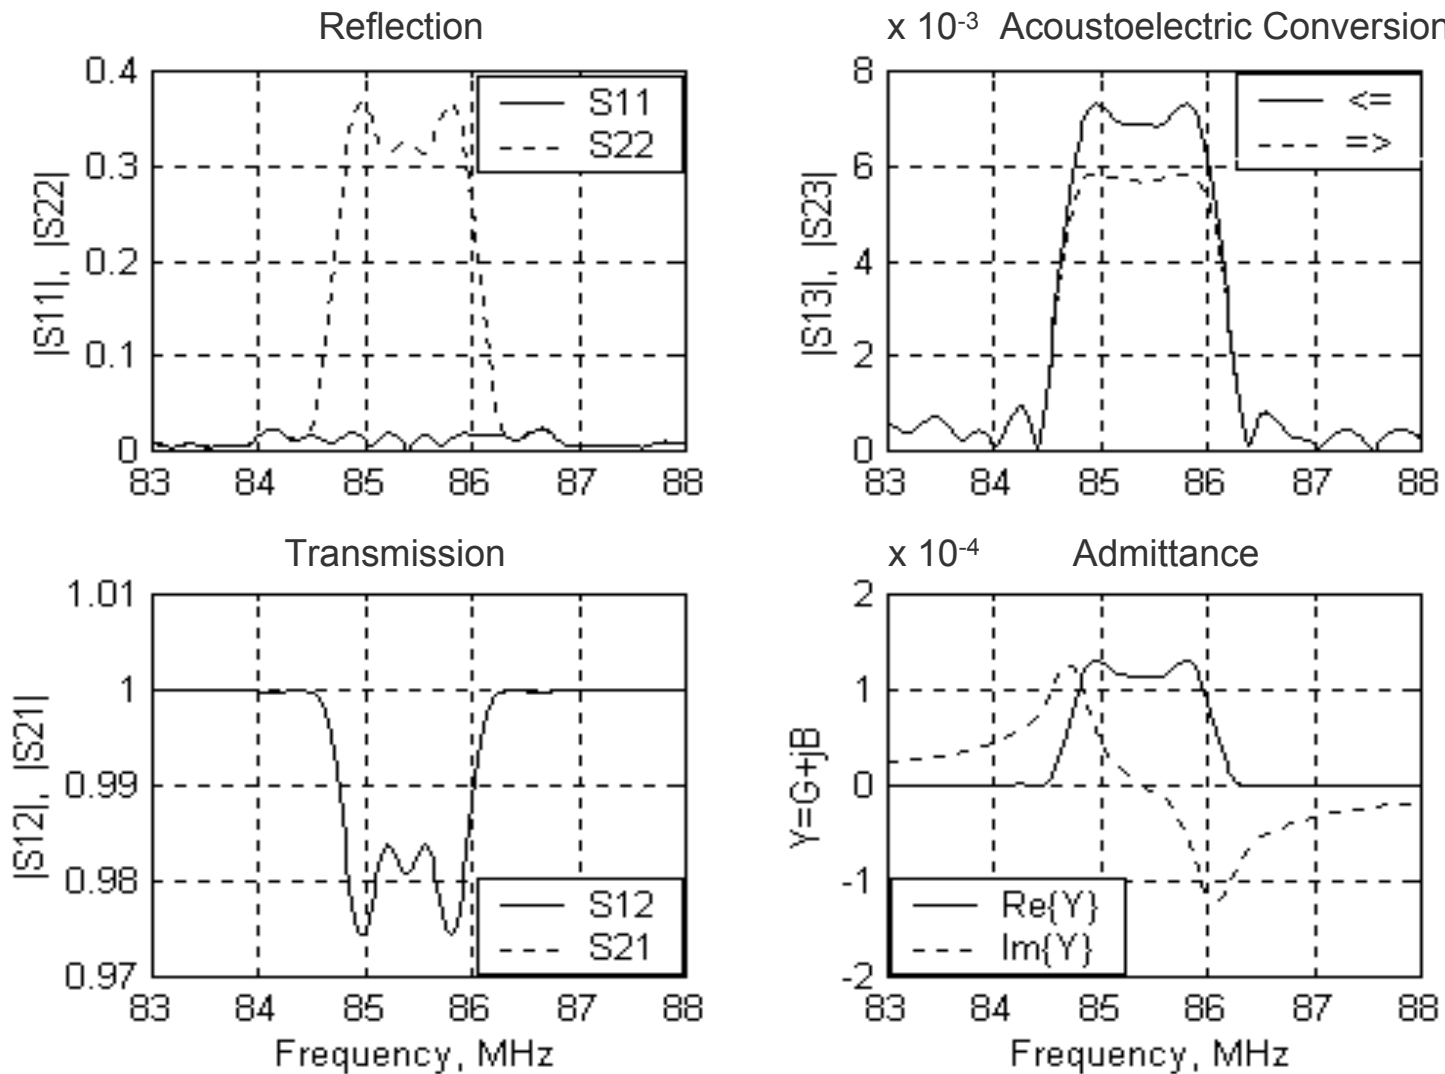 Reflection
x 10-3 Acoustoelectric Conversion
0.4
0.3
0.2
0.1
0
|S11|, |S22|
S11
S22
83 84 85 86 87 88
8
6
4
2
0
|S13|, |S23|
<=
=>
83 84 85 86 87 88
Transmission
x 10-4 Admittance
1.01
1
0.99
0.98
0.97
|S12|, |S21|
S12
S21
83 84 85 86 87 88
Frequency, MHz
2
1
0
-1
-2
Y=G+jB
Re{Y}
Im{Y}
83 84 85 86 87 88
Frequency, MHz